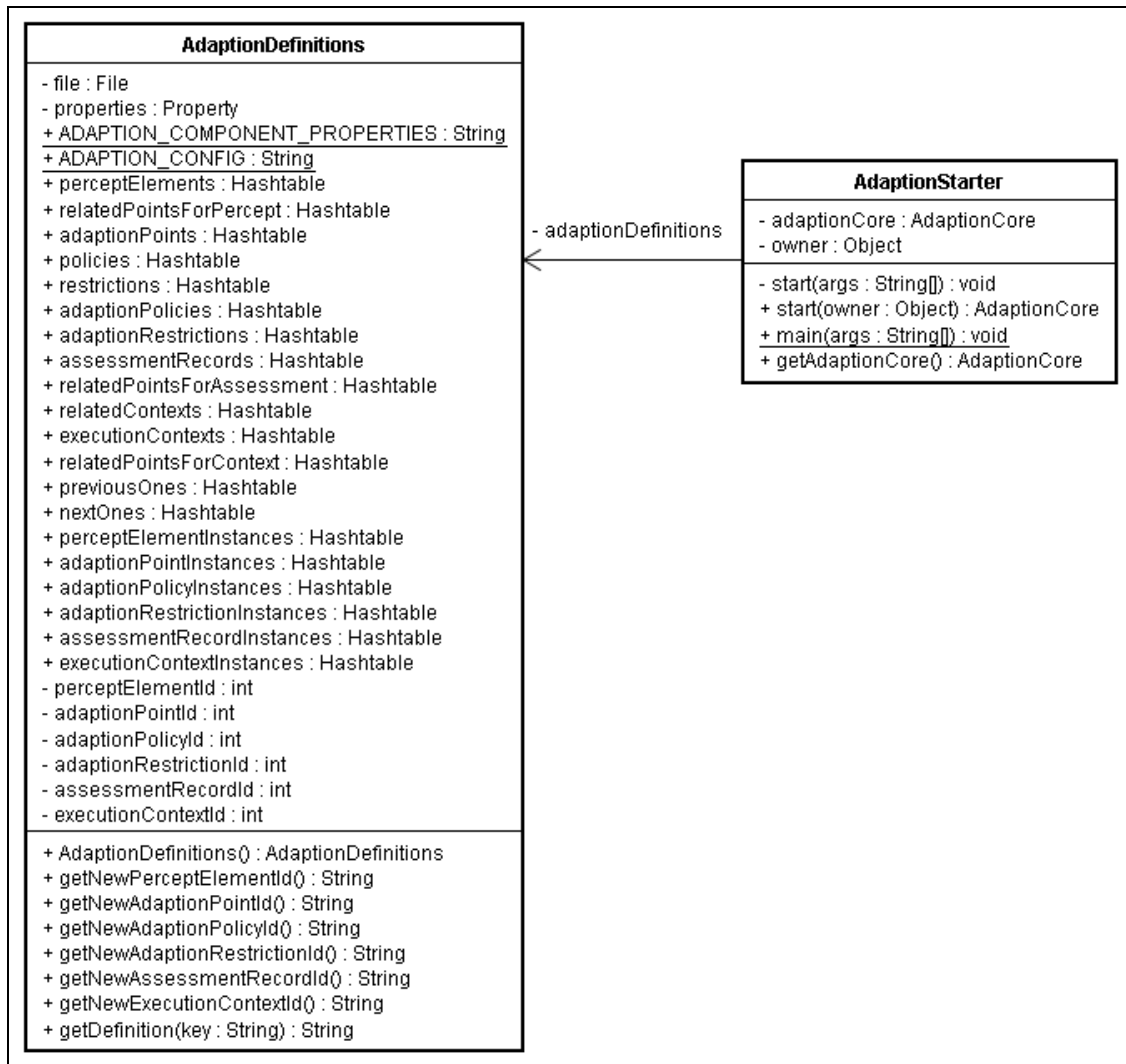 AdaptionDefinitions
- file : File
- properties : Property
+ ADAPTION_COMPONENT_PROPERTIES : String
+ ADAPTION_CONFIG : String
+ perceptElements : Hashtable
+ relatedPointsForPercept : Hashtable
+ adaptionPoints : Hashtable
+ policies : Hashtable
+ restrictions : Hashtable
+ adaptionPolicies : Hashtable
+ adaptionRestrictions : Hashtable
+ assessmentRecords : Hashtable
+ relatedPointsForAssessment : Hashtable
+ relatedContexts : Hashtable
+ executionContexts : Hashtable
+ relatedPointsForContext : Hashtable
+ previousOnes : Hashtable
+ nextOnes : Hashtable
+ perceptElementInstances : Hashtable
+ adaptionPointInstances : Hashtable
+ adaptionPolicyInstances : Hashtable
+ adaptionRestrictionInstances : Hashtable
+ assessmentRecordInstances : Hashtable
+ executionContextInstances : Hashtable
- perceptElementId : int
- adaptionPointId : int
- adaptionPolicyId : int
- adaptionRestrictionId : int
- assessmentRecordId : int
- executionContextId : int
+ AdaptionDefinitions() : AdaptionDefinitions
+ getNewPerceptElementId() : String
+ getNewAdaptionPointId() : String
+ getNewAdaptionPolicyId() : String
+ getNewAdaptionRestrictionId() : String
+ getNewAssessmentRecordId() : String
+ getNewExecutionContextId() : String
+ getDefinition(key : String) : String
- adaptionDefinitions
AdaptionStarter
- adaptionCore : AdaptionCore
- owner : Object
- start(args : String[]) : void
+ start(owner : Object) : AdaptionCore
+ main(args : String[]) : void
+ getAdaptionCore() : AdaptionCore